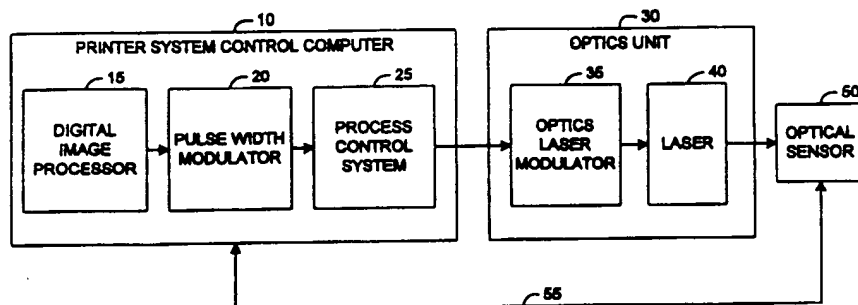 10
30
PRINTER SYSTEM CONTROL COMPUTER
OPTICS UNIT
15
20
25
35
40
50
DIGITAL
IMAGE
PROCESSOR
PULSE WIDTH
MODULATOR
PROCESS
CONTROL
SYSTEM
OPTICS
LASER
MODULATOR
LASER
OPTICAL
SENSOR
55